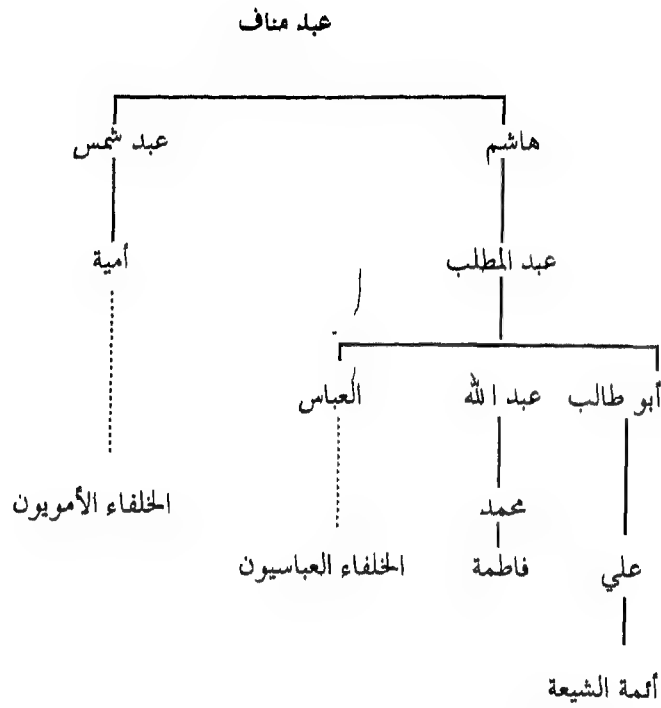 عبد مناف
هاشم
عبد شمس
عبد المطلب
أمية
أبو طالب
عبد الله
العباس
محمد
الخلفاء الأمويون
علي
فاطمة
الخلفاء العباسيون
أئمة الشيعة